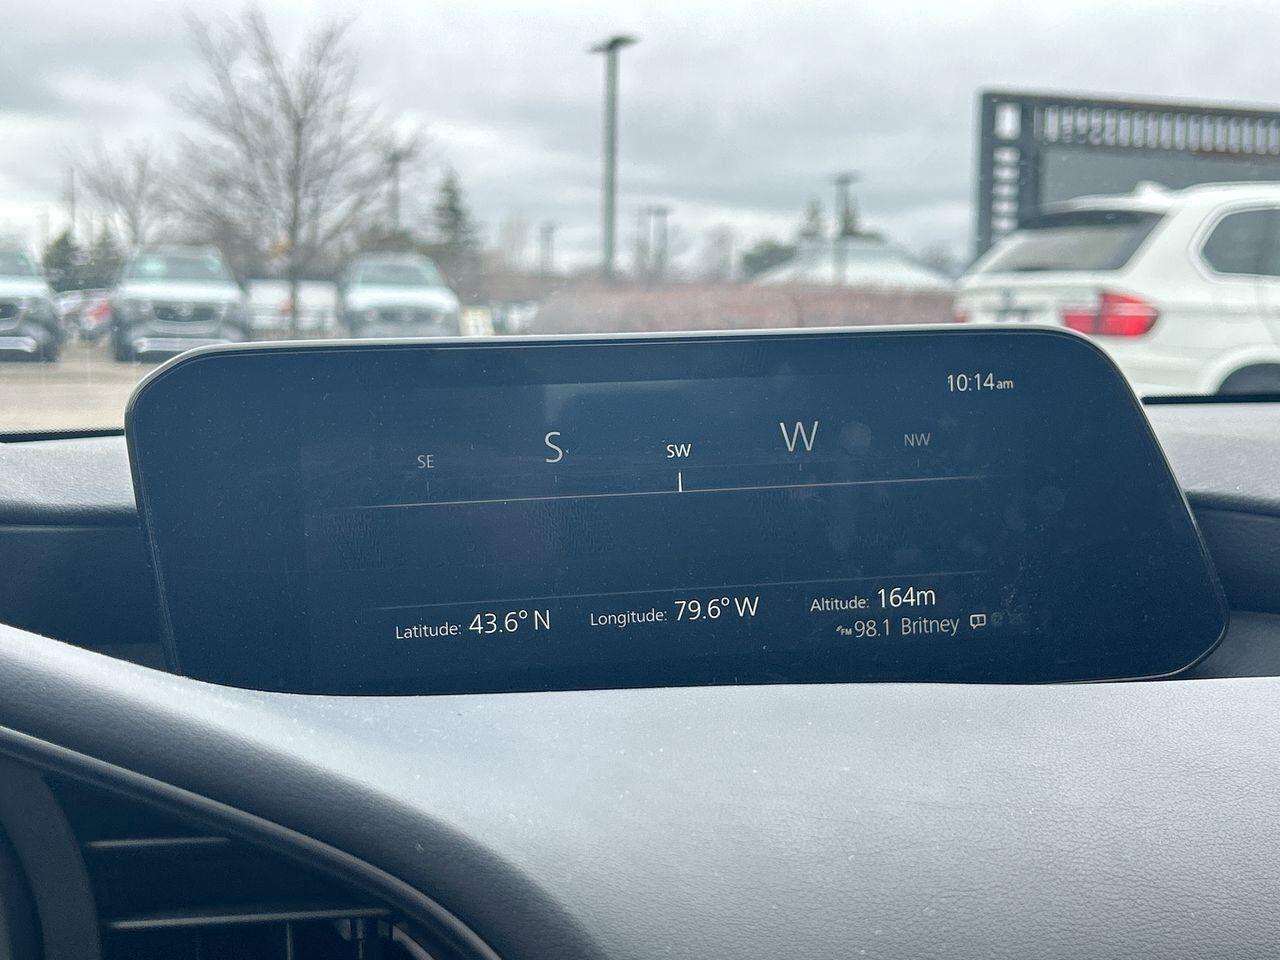 10:14am
SE S SW W NW
Latitude: 43.6° N Longitude: 79.6° W Altitude: 164m
FM 98.1 Britney